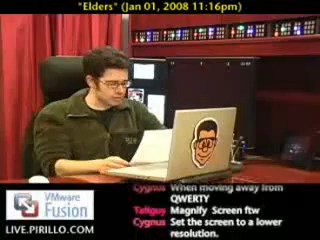 *Elders* (Jan 01, 2008 11:16pm)
VMware
Fusion
LIVE.PIRILLO.COM
Cygnus When moving away from
QWERTY
Taliguy Magnify Screen ftw
Cygnus Set the screen to a lower
resolution.